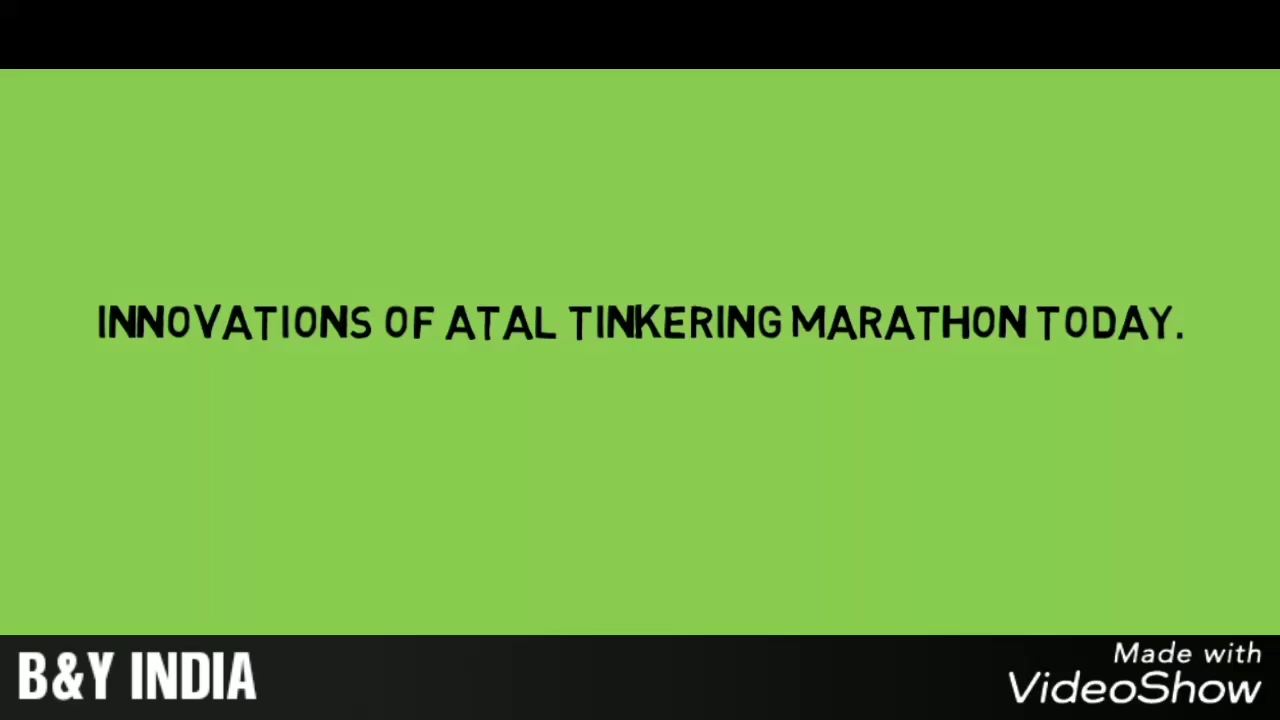 INNOVATIONS OF ATAL TINKERING MARATHON TODAY.
B&Y INDIA
Made with
VideoShow